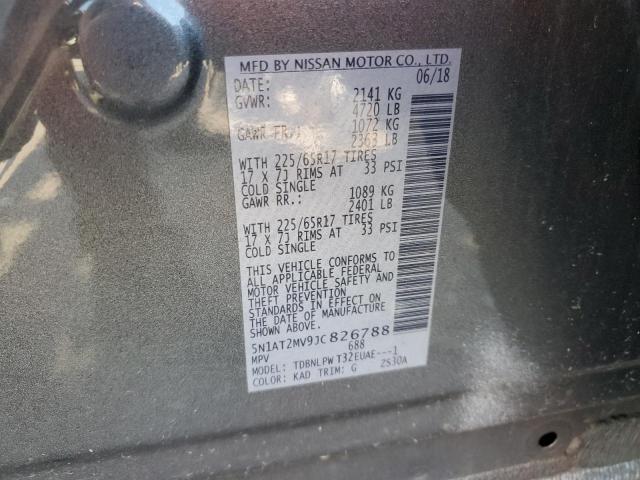 MFD BY NISSAN MOTOR CO., LTD.
DATE: 06/18
GVWR: 2141 KG
4720 LB
GAWR FR.: 1072 KG
2363 LB
WITH 225/65R17 TIRES
17 X 7J RIMS AT 33 PSI
COLD SINGLE
GAWR RR.: 1089 KG
2401 LB
WITH 225/65R17 TIRES
17 X 7J RIMS AT 33 PSI
COLD SINGLE
THIS VEHICLE CONFORMS TO
ALL APPLICABLE FEDERAL
MOTOR VEHICLE SAFETY AND
THEFT PREVENTION
STANDARDS IN EFFECT ON
THE DATE OF MANUFACTURE
SHOWN ABOVE.
5N1AT2MV9JC826788
MPV 688
MODEL: TDBNLPW T32EUAE---1
COLOR: KAD TRIM: G 2S30A